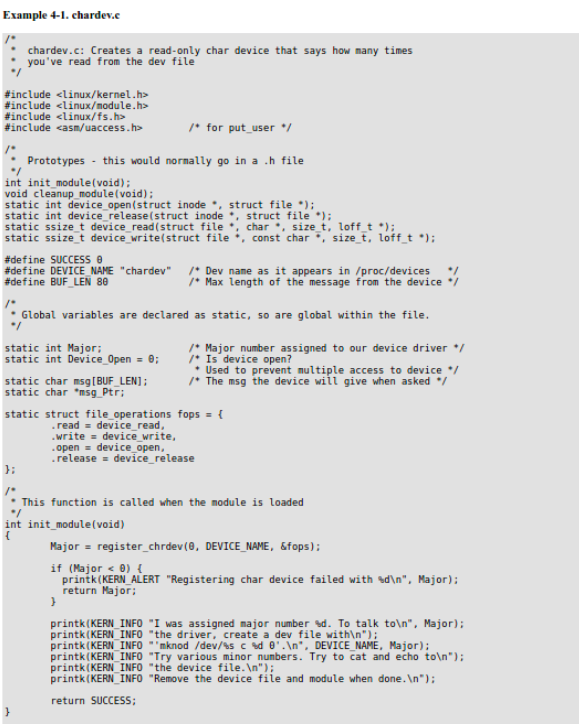 Example 4-1. chardev.c
/*
 *  chardev.c: Creates a read-only char device that says how many times
 *  you've read from the dev file
 */
#include <linux/kernel.h>
#include <linux/module.h>
#include <linux/fs.h>
#include <asm/uaccess.h>        /* for put_user */
/*
 *  Prototypes - this would normally go in a .h file
 */
int init_module(void);
void cleanup_module(void);
static int device_open(struct inode *, struct file *);
static int device_release(struct inode *, struct file *);
static ssize_t device_read(struct file *, char *, size_t, loff_t *);
static ssize_t device_write(struct file *, const char *, size_t, loff_t *);
#define SUCCESS 0
#define DEVICE_NAME "chardev"   /* Dev name as it appears in /proc/devices   */
#define BUF_LEN 80              /* Max length of the message from the device */
/*
 * Global variables are declared as static, so are global within the file.
 */
static int Major;               /* Major number assigned to our device driver */
static int Device_Open = 0;     /* Is device open?
                                 * Used to prevent multiple access to device */
static char msg[BUF_LEN];       /* The msg the device will give when asked */
static char *msg_Ptr;
static struct file_operations fops = {
        .read = device_read,
        .write = device_write,
        .open = device_open,
        .release = device_release
};
/*
 * This function is called when the module is loaded
 */
int init_module(void)
{
        Major = register_chrdev(0, DEVICE_NAME, &fops);
        if (Major < 0) {
          printk(KERN_ALERT "Registering char device failed with %d\n", Major);
          return Major;
        }
        printk(KERN_INFO "I was assigned major number %d. To talk to\n", Major);
        printk(KERN_INFO "the driver, create a dev file with\n");
        printk(KERN_INFO "'mknod /dev/%s c %d 0'.\n", DEVICE_NAME, Major);
        printk(KERN_INFO "Try various minor numbers. Try to cat and echo to\n");
        printk(KERN_INFO "the device file.\n");
        printk(KERN_INFO "Remove the device file and module when done.\n");
        return SUCCESS;
}